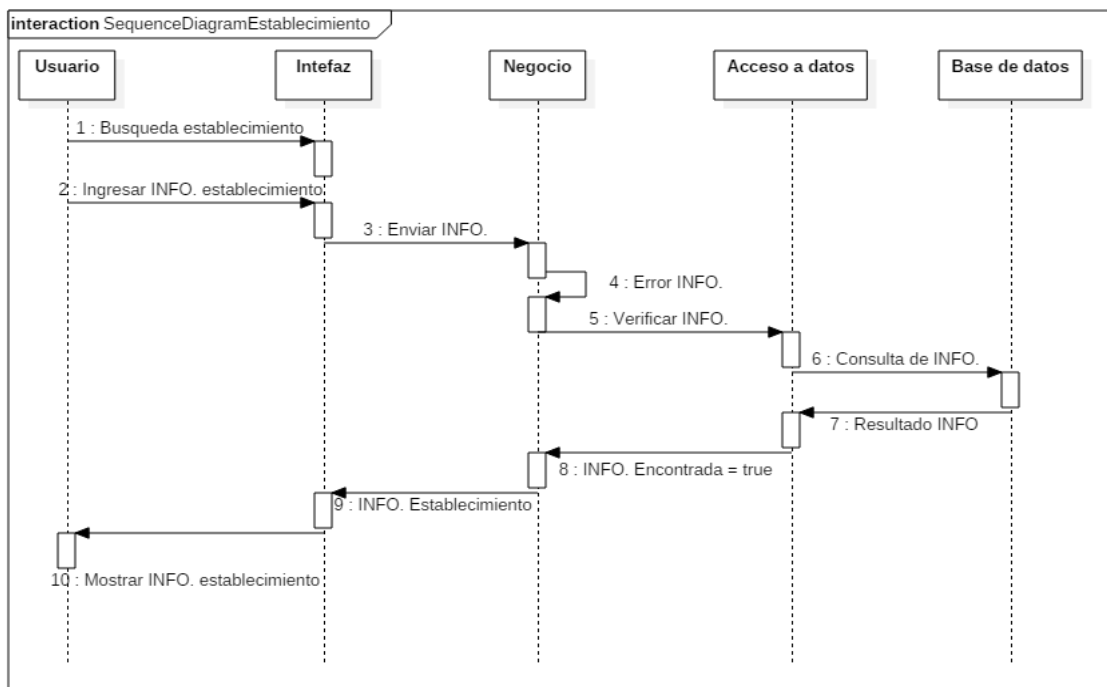 interaction SequenceDiagramEstablecimiento
Usuario
Intefaz
Negocio
Acceso a datos
Base de datos
1 : Busqueda establecimiento
2 : Ingresar INFO. establecimiento
3 : Enviar INFO.
4 : Error INFO.
5 : Verificar INFO.
6 : Consulta de INFO.
7 : Resultado INFO
8 : INFO. Encontrada = true
9 : INFO. Establecimiento
10 : Mostrar INFO. establecimiento